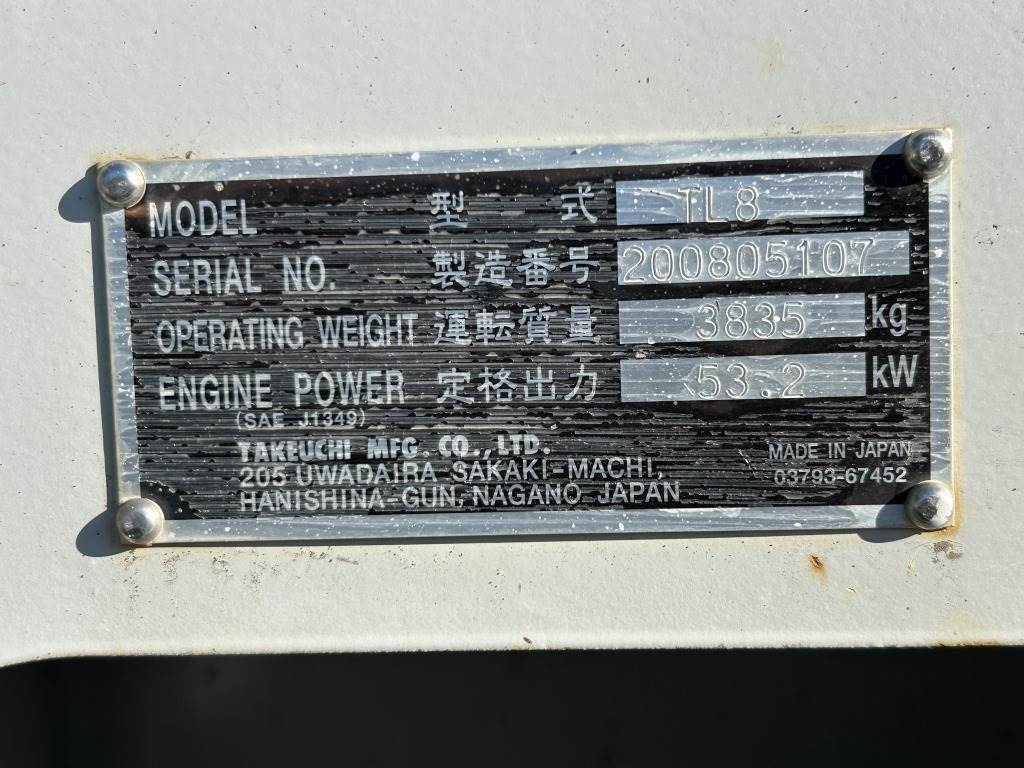 MODEL 型 式 TL8
SERIAL NO. 製造番号 200805107
OPERATING WEIGHT 運転質量 3835 kg
ENGINE POWER 定格出力 53.2 kW
(SAE J1349)
TAKEUCHI MFG. CO., LTD.
205 UWADAIRA SAKAKI-MACHI,
HANISHINA-GUN, NAGANO JAPAN
MADE IN JAPAN
03793-67452